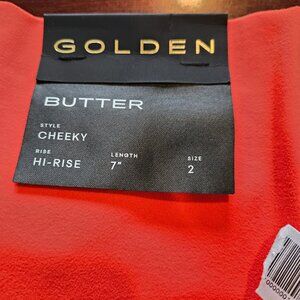 GOLDEN
BUTTER
STYLE
CHEEKY
RISE LENGTH SIZE
HI-RISE 7" 2